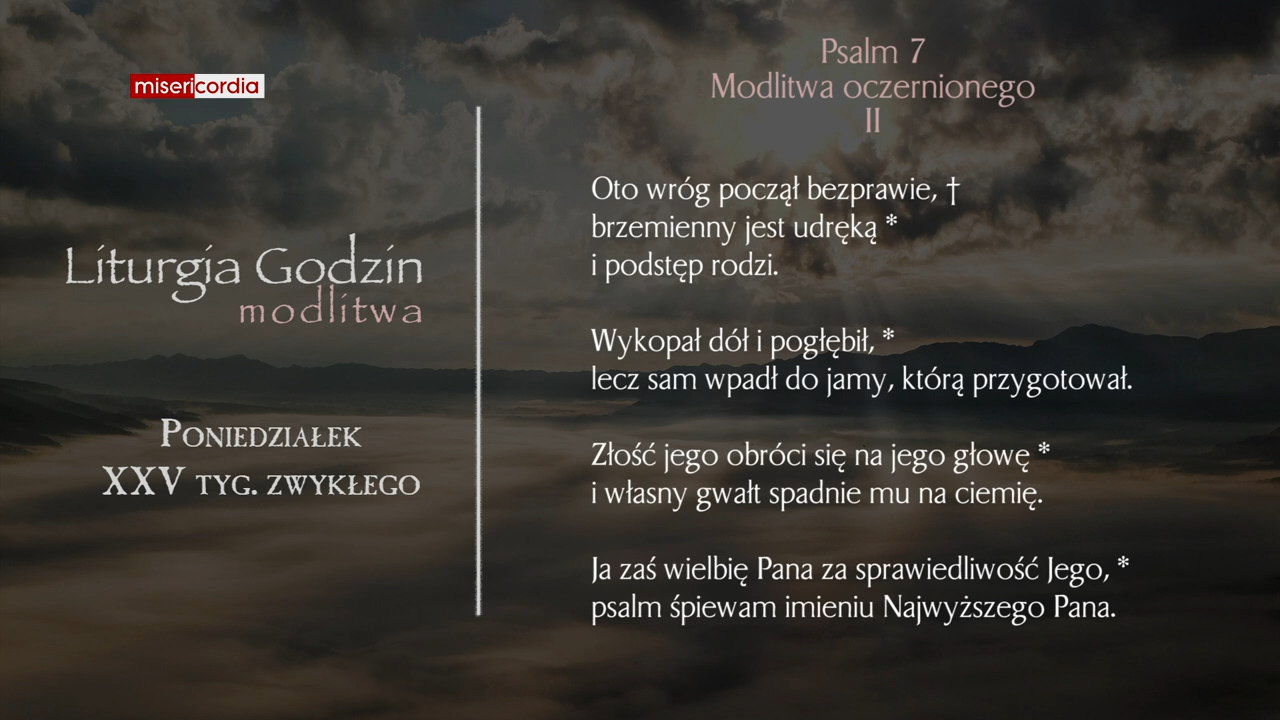 misericordia
Liturgia Godzin
modlitwa
Poniedziałek
XXV tyg. zwykłego
Psalm 7
Modlitwa oczernionego
II
Oto wróg począł bezprawie, †
brzemienny jest udręką *
i podstęp rodzi.
Wykopał dół i pogłębił, *
lecz sam wpadł do jamy, którą przygotował.
Złość jego obróci się na jego głowę *
i własny gwałt spadnie mu na ciemię.
Ja zaś wielbię Pana za sprawiedliwość Jego, *
psalm śpiewam imieniu Najwyższego Pana.